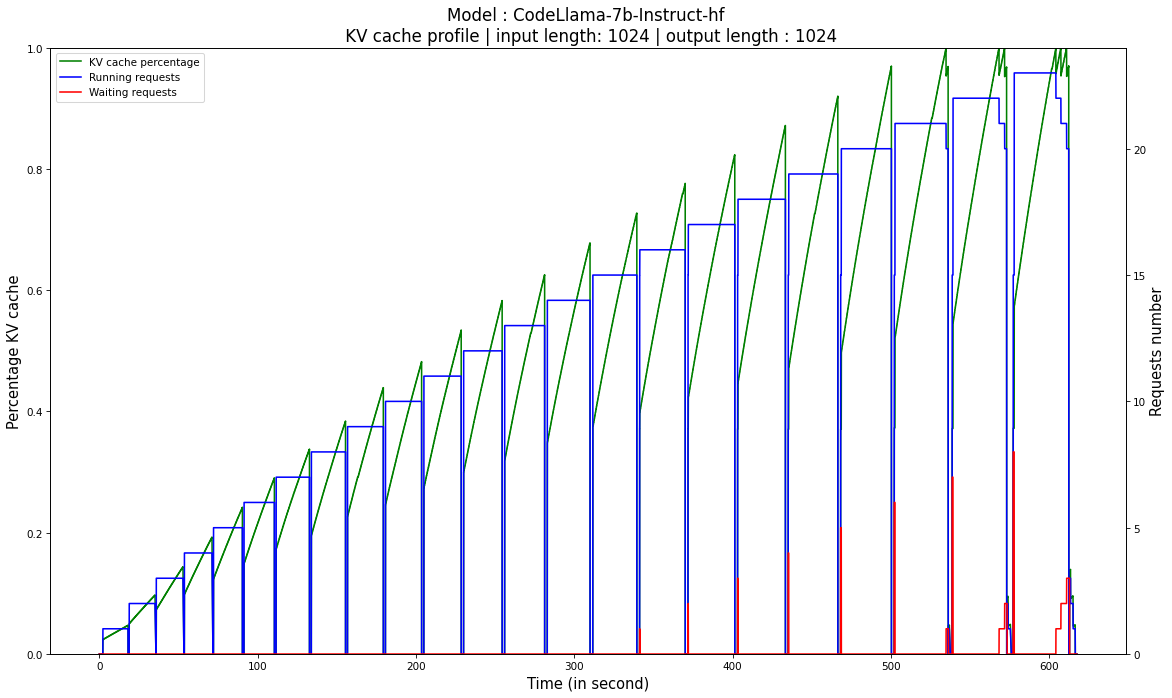 Model : CodeLlama-7b-Instruct-hf
KV cache profile | input length: 1024 | output length : 1024
KV cache percentage
Running requests
Waiting requests
Percentage KV cache
1.0
0.8
0.6
0.4
0.2
0.0
20
15
10
5
0
Requests number
0 100 200 300 400 500 600
Time (in second)